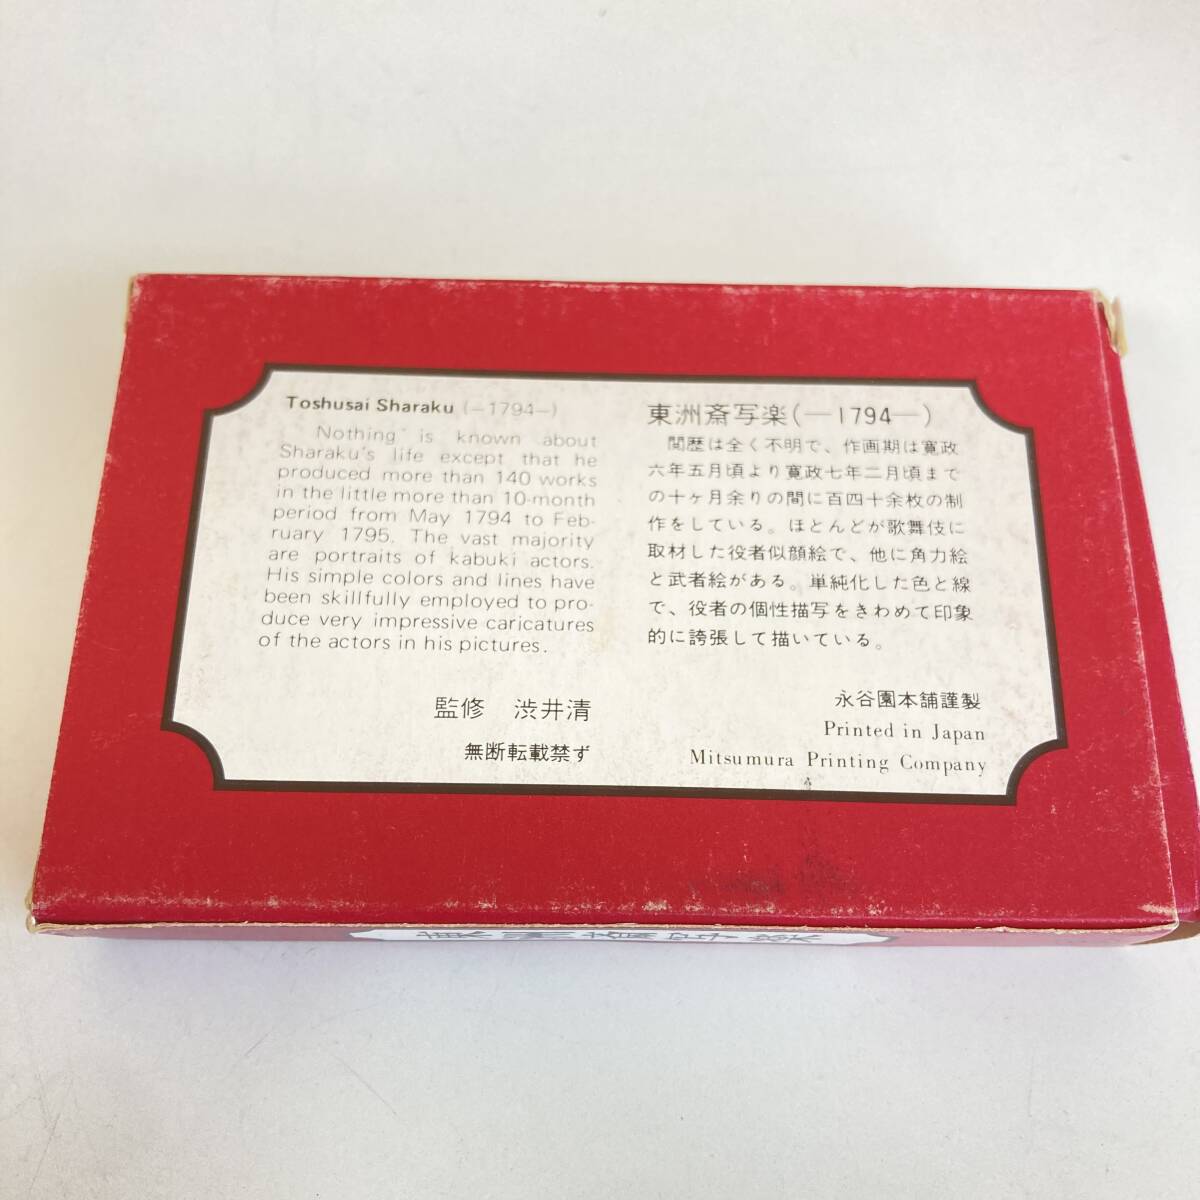 Toshusai Sharaku (—1794—)
Nothing is known about
Sharaku's life except that he
produced more than 140 works
in the little more than 10-month
period from May 1794 to Feb-
ruary 1795. The vast majority
are portraits of kabuki actors.
His simple colors and lines have
been skillfully employed to pro-
duce very impressive caricatures
of the actors in his pictures.
監修 渋井清
無断転載禁ず
東洲斎写楽(—1794—)
閲歴は全く不明で、作画期は寛政
六年五月頃より寛政七年二月頃まで
の十ヶ月余りの間に百四十余枚の制
作をしている。ほとんどが歌舞伎に
取材した役者似顔絵で、他に角力絵
と武者絵がある。単純化した色と線
で、役者の個性描写をきわめて印象
的に誇張して描いている。
永谷園本舗謹製
Printed in Japan
Mitsumura Printing Company